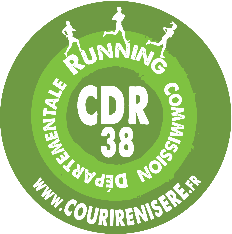 RUNNING
COMMISSION DÉPARTEMENTALE
CDR
38
WWW.COURIRENISERE.FR